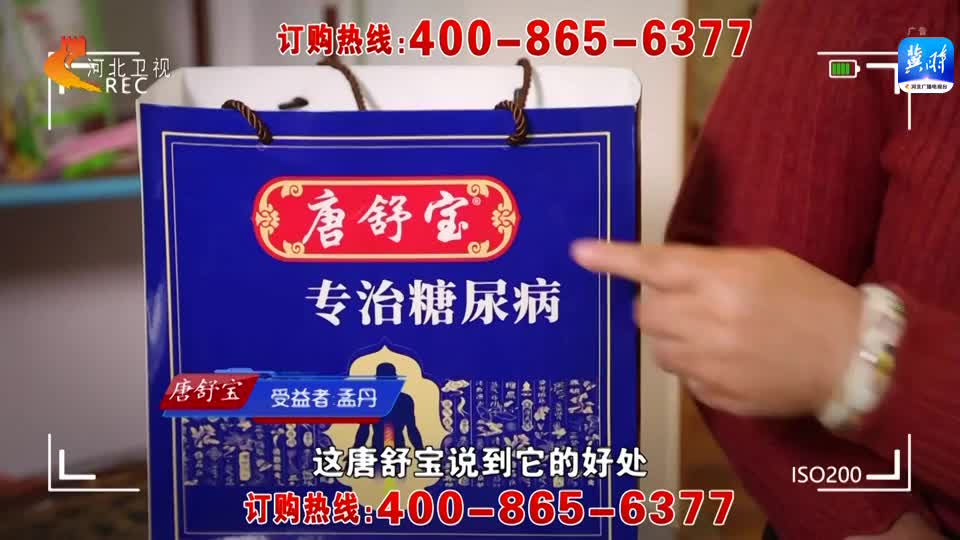 订购热线:400-865-6377
广告
河北卫视
REC
冀时
河北广播电视台
唐舒宝®
专治糖尿病
唐舒宝
受益者:孟丹
这唐舒宝说到它的好处
ISO200
订购热线:400-865-6377